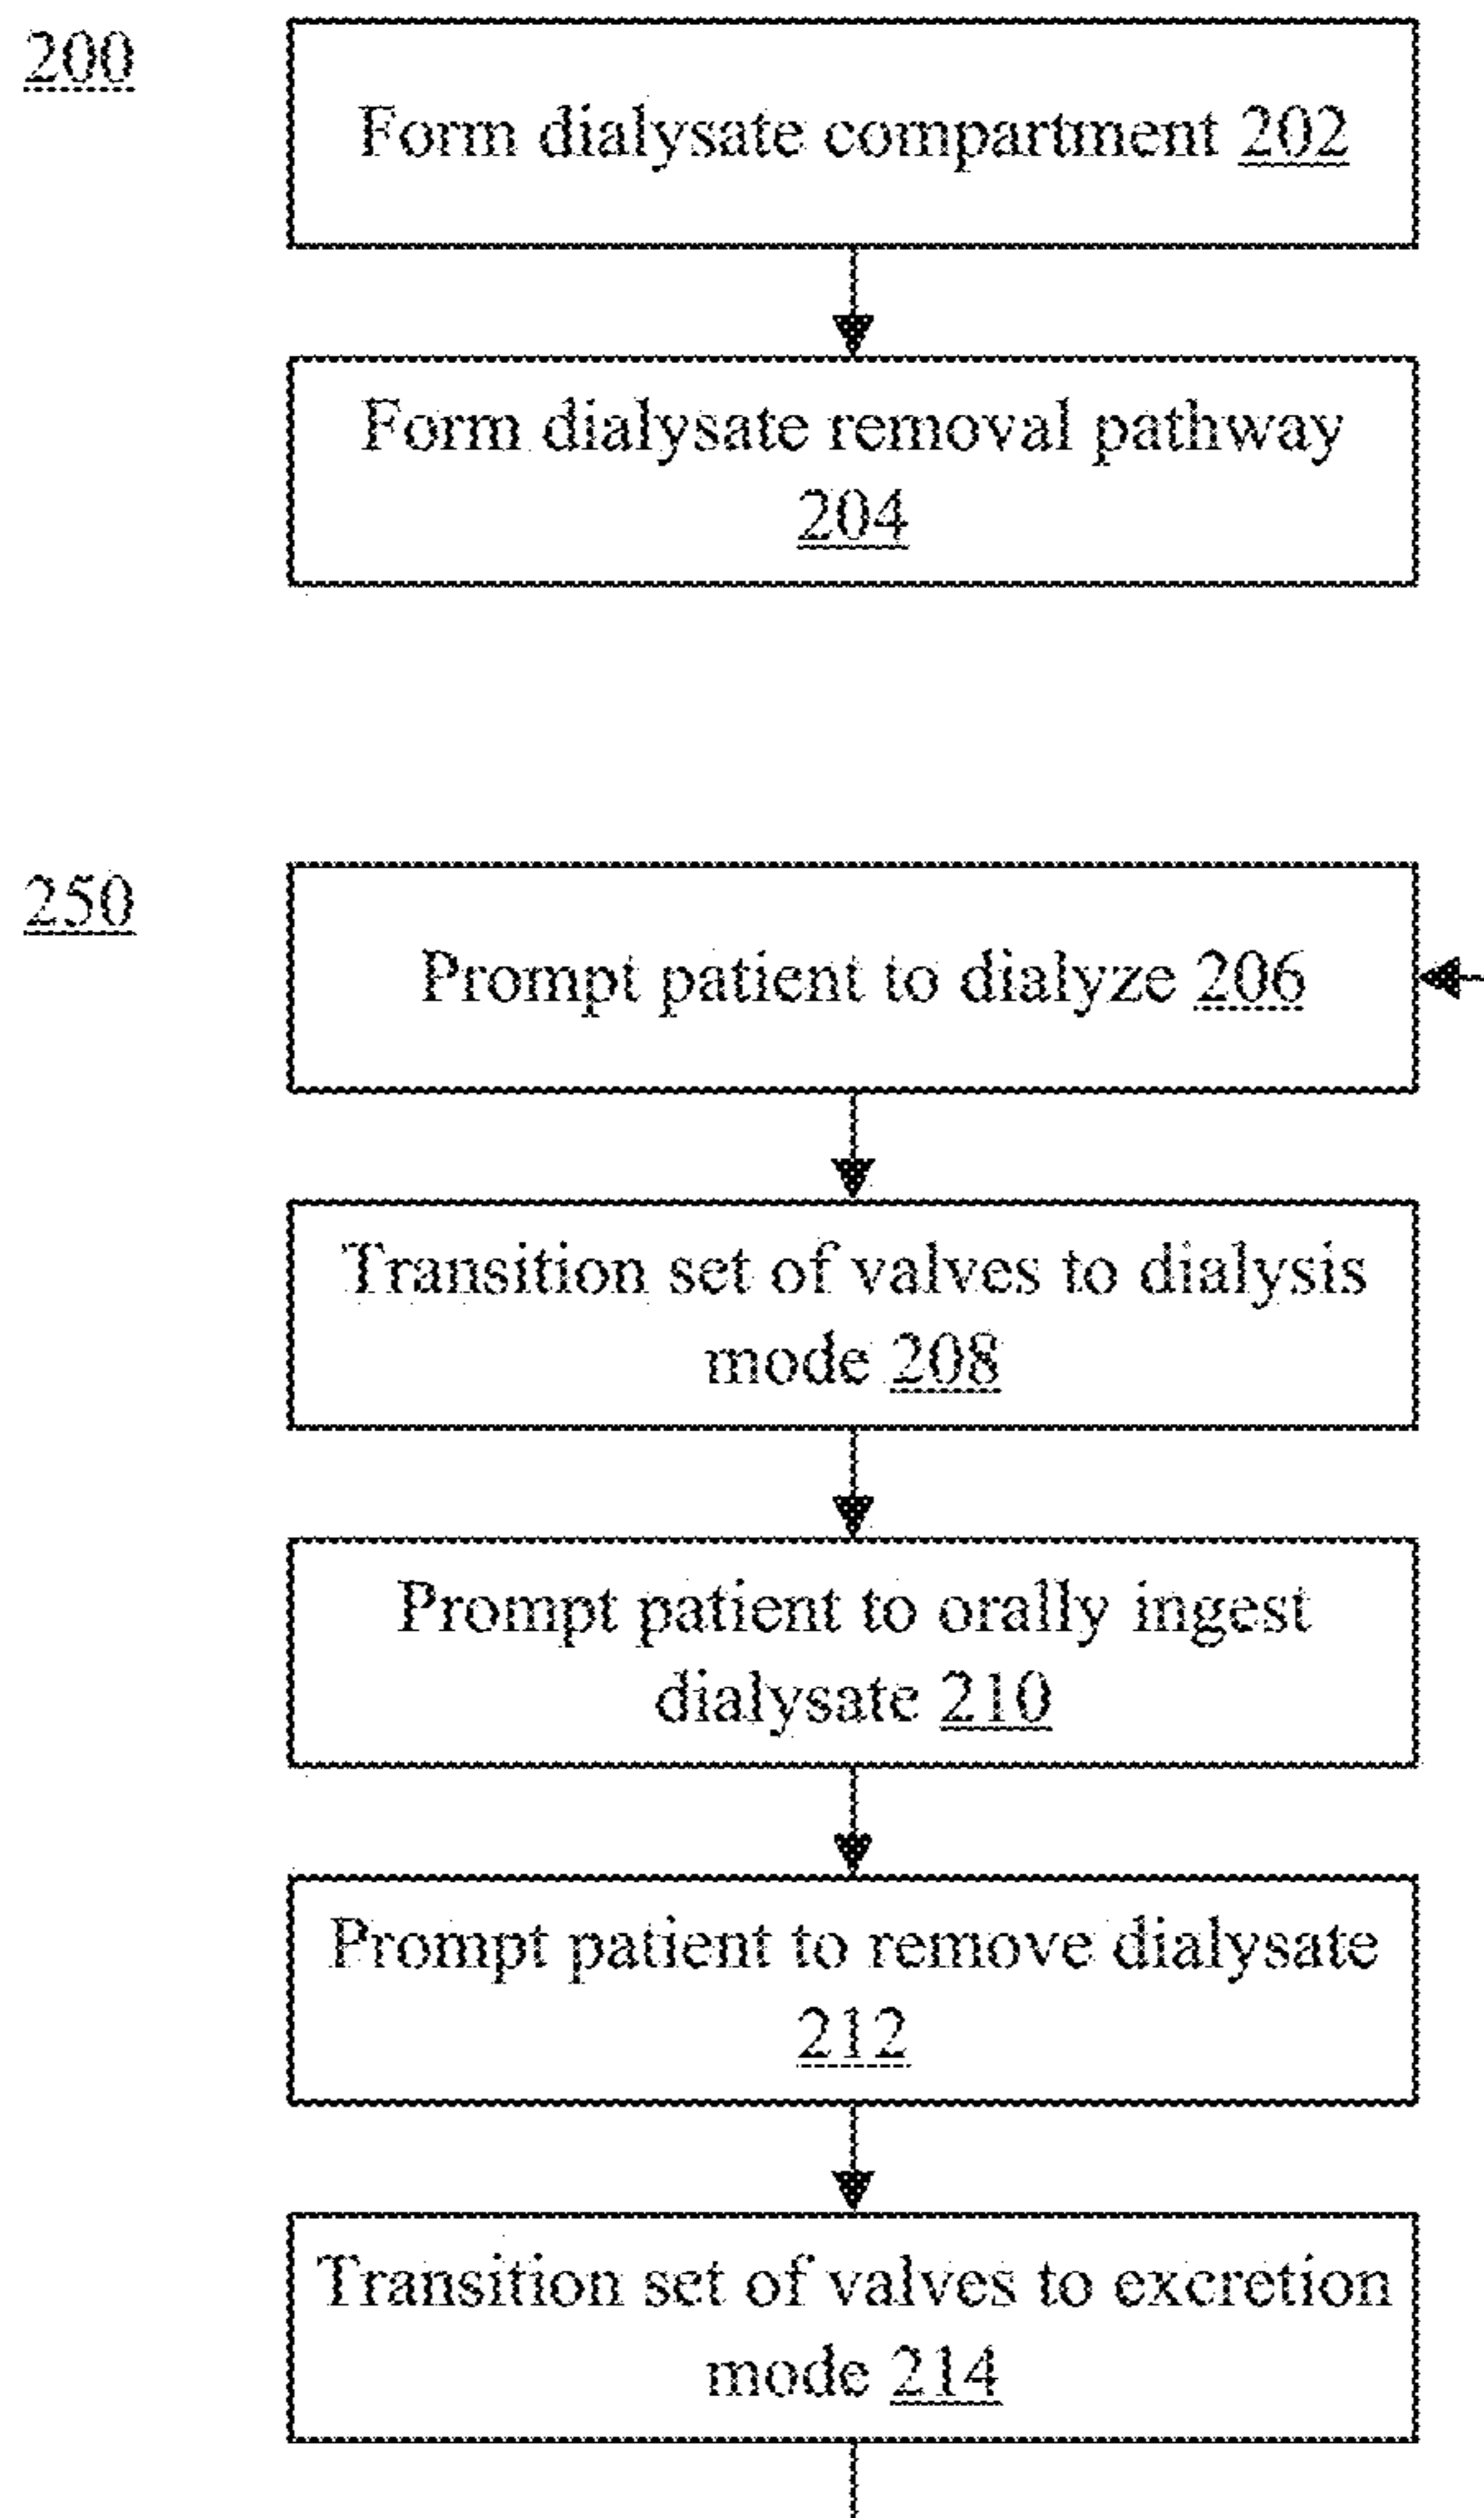 200
Form dialysate compartment 202
Form dialysate removal pathway
204
250
Prompt patient to dialyze 206
Transition set of valves to dialysis
mode 208
Prompt patient to orally ingest
dialysate 210
Prompt patient to remove dialysate
212
Transition set of valves to excretion
mode 214